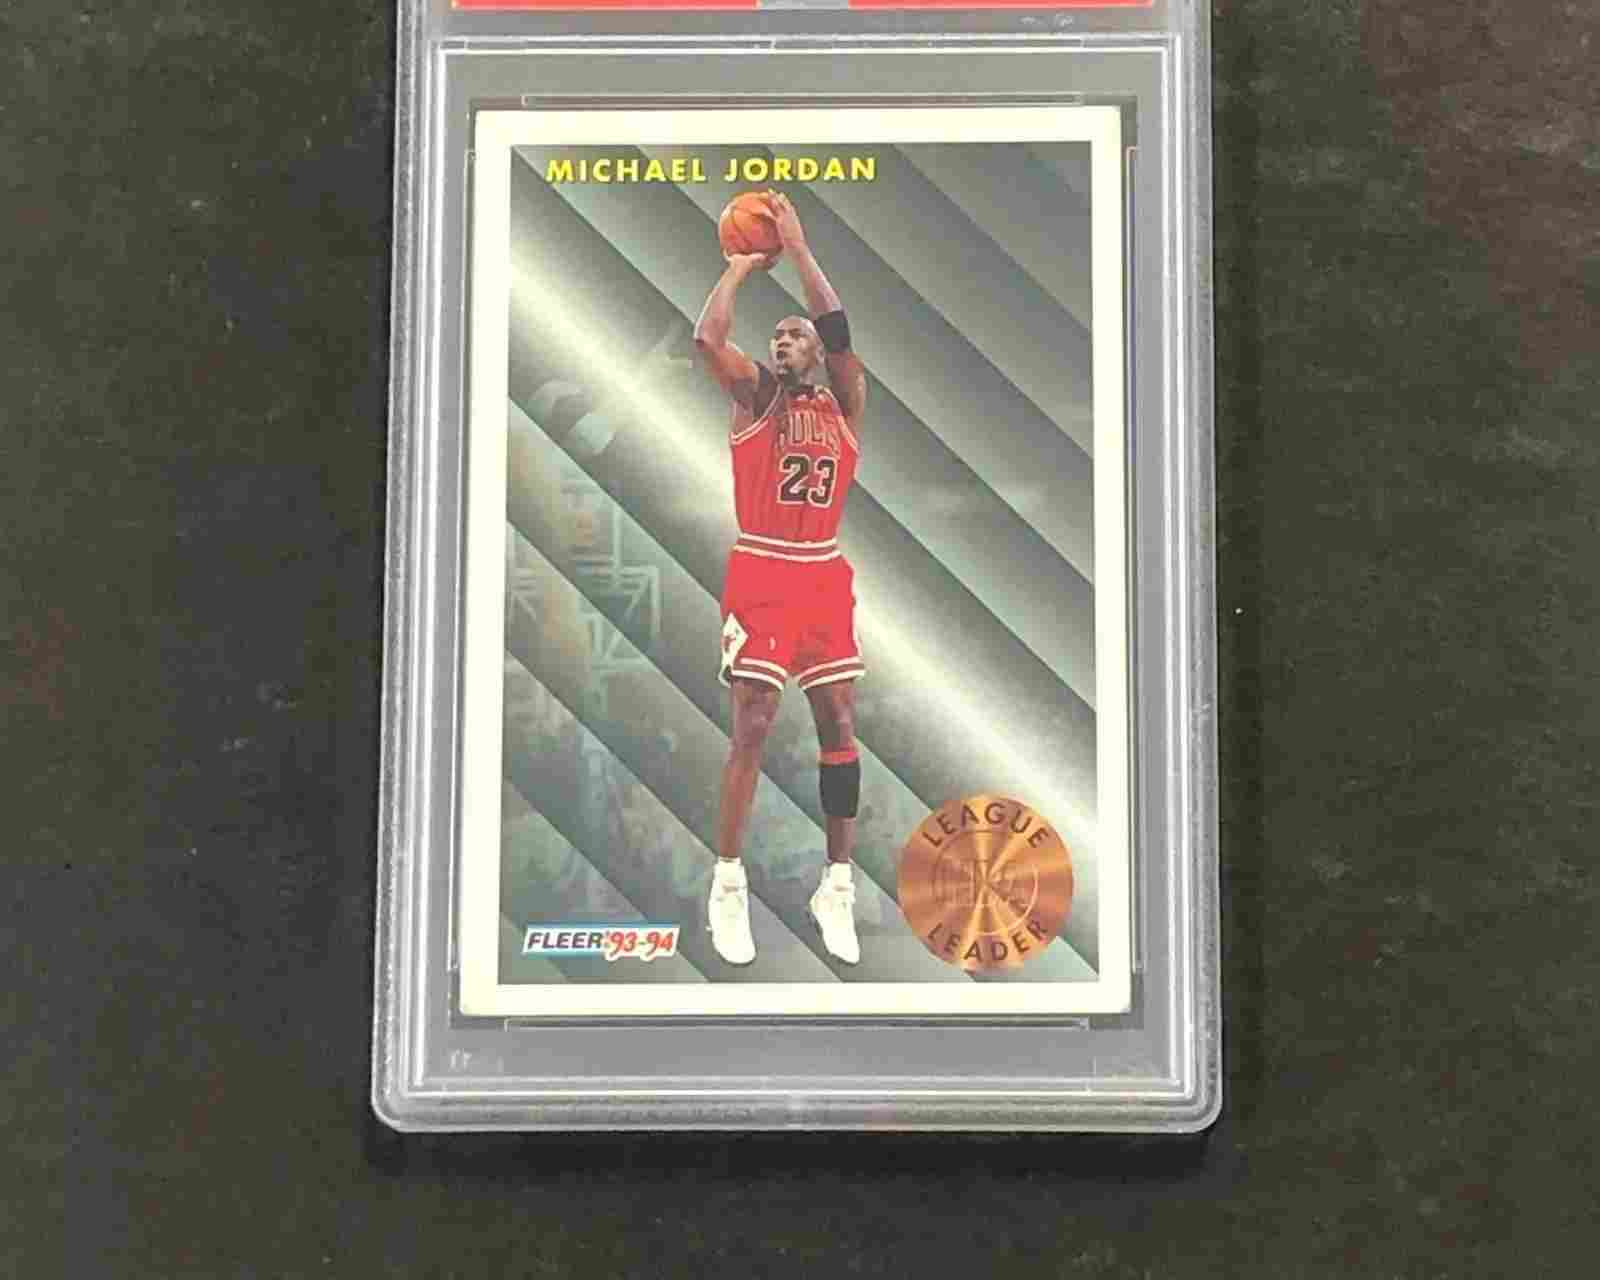 MICHAEL JORDAN
BULLS
23
LEAGUE
LEADER
FLEER '93-94